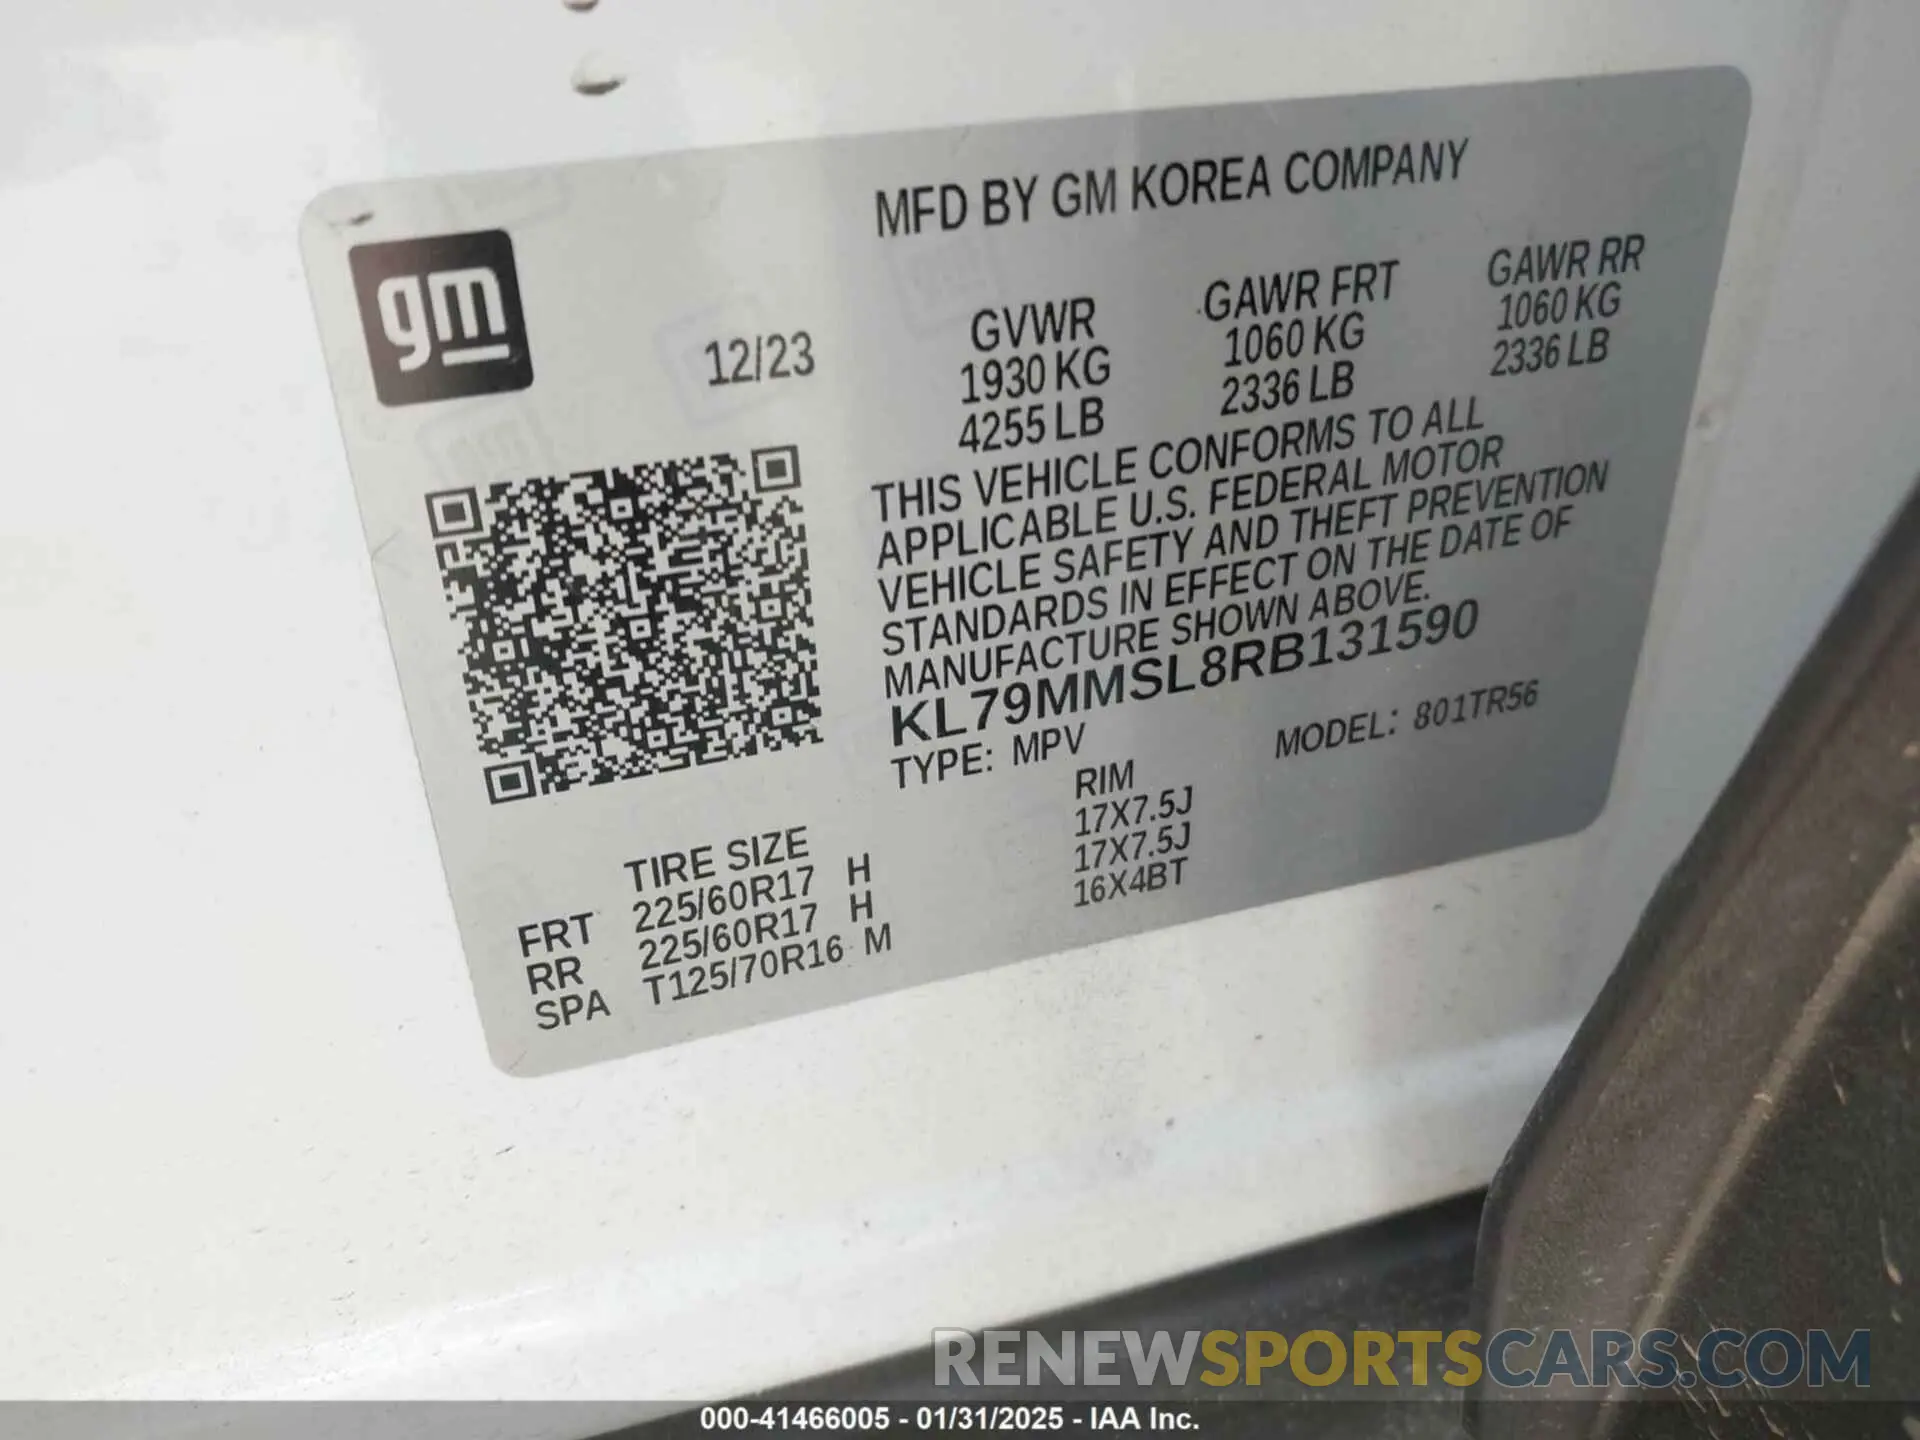 MFD BY GM KOREA COMPANY
gm
12/23
GVWR GAWR FRT GAWR RR
1930 KG 1060 KG 1060 KG
4255 LB 2336 LB 2336 LB
THIS VEHICLE CONFORMS TO ALL
APPLICABLE U.S. FEDERAL MOTOR
VEHICLE SAFETY AND THEFT PREVENTION
STANDARDS IN EFFECT ON THE DATE OF
MANUFACTURE SHOWN ABOVE.
KL79MMSL8RB131590
TYPE: MPV MODEL: 801TR56
TIRE SIZE RIM
FRT 225/60R17 H 17X7.5J
RR 225/60R17 H 17X7.5J
SPA T125/70R16 M 16X4BT
RENEWSPORTSCARS.COM
000-41466005 - 01/31/2025 - IAA Inc.